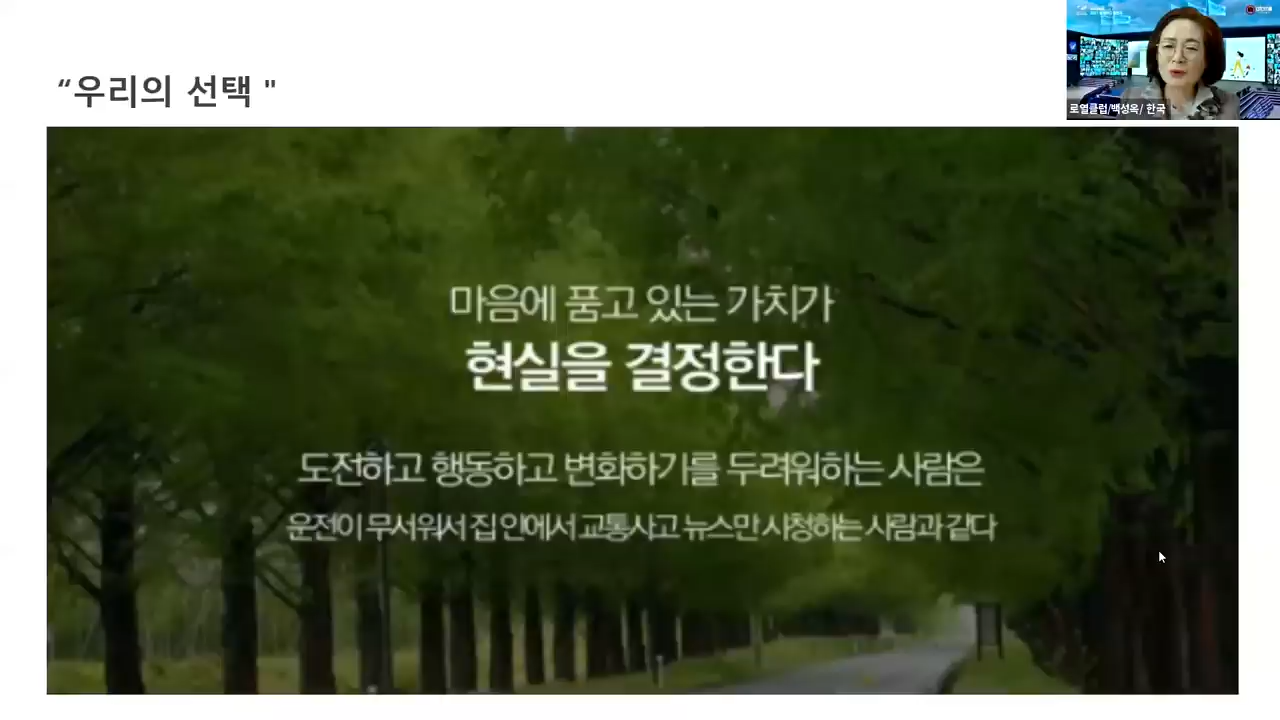 “우리의 선택 "
로열클럽/백성옥/ 한국
마음에 품고 있는 가치가
현실을 결정한다
도전하고 행동하고 변화하기를 두려워하는 사람은
운전이 무서워서 집 안에서 교통사고 뉴스만 시청하는 사람과 같다